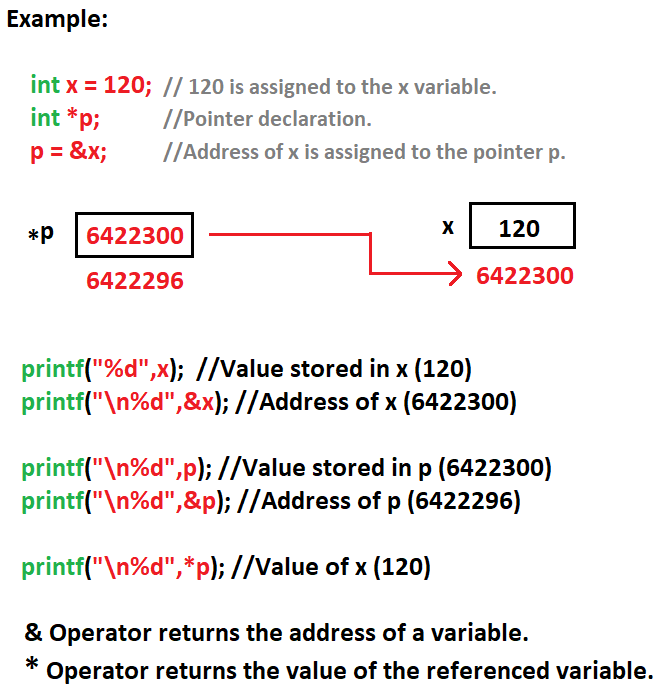 Example:
int x = 120; // 120 is assigned to the x variable.
int *p; //Pointer declaration.
p = &x; //Address of x is assigned to the pointer p.
*p 6422300 x 120
6422296 6422300
printf("%d",x); //Value stored in x (120)
printf("\n%d",&x); //Address of x (6422300)
printf("\n%d",p); //Value stored in p (6422300)
printf("\n%d",&p); //Address of p (6422296)
printf("\n%d",*p); //Value of x (120)
& Operator returns the address of a variable.
* Operator returns the value of the referenced variable.